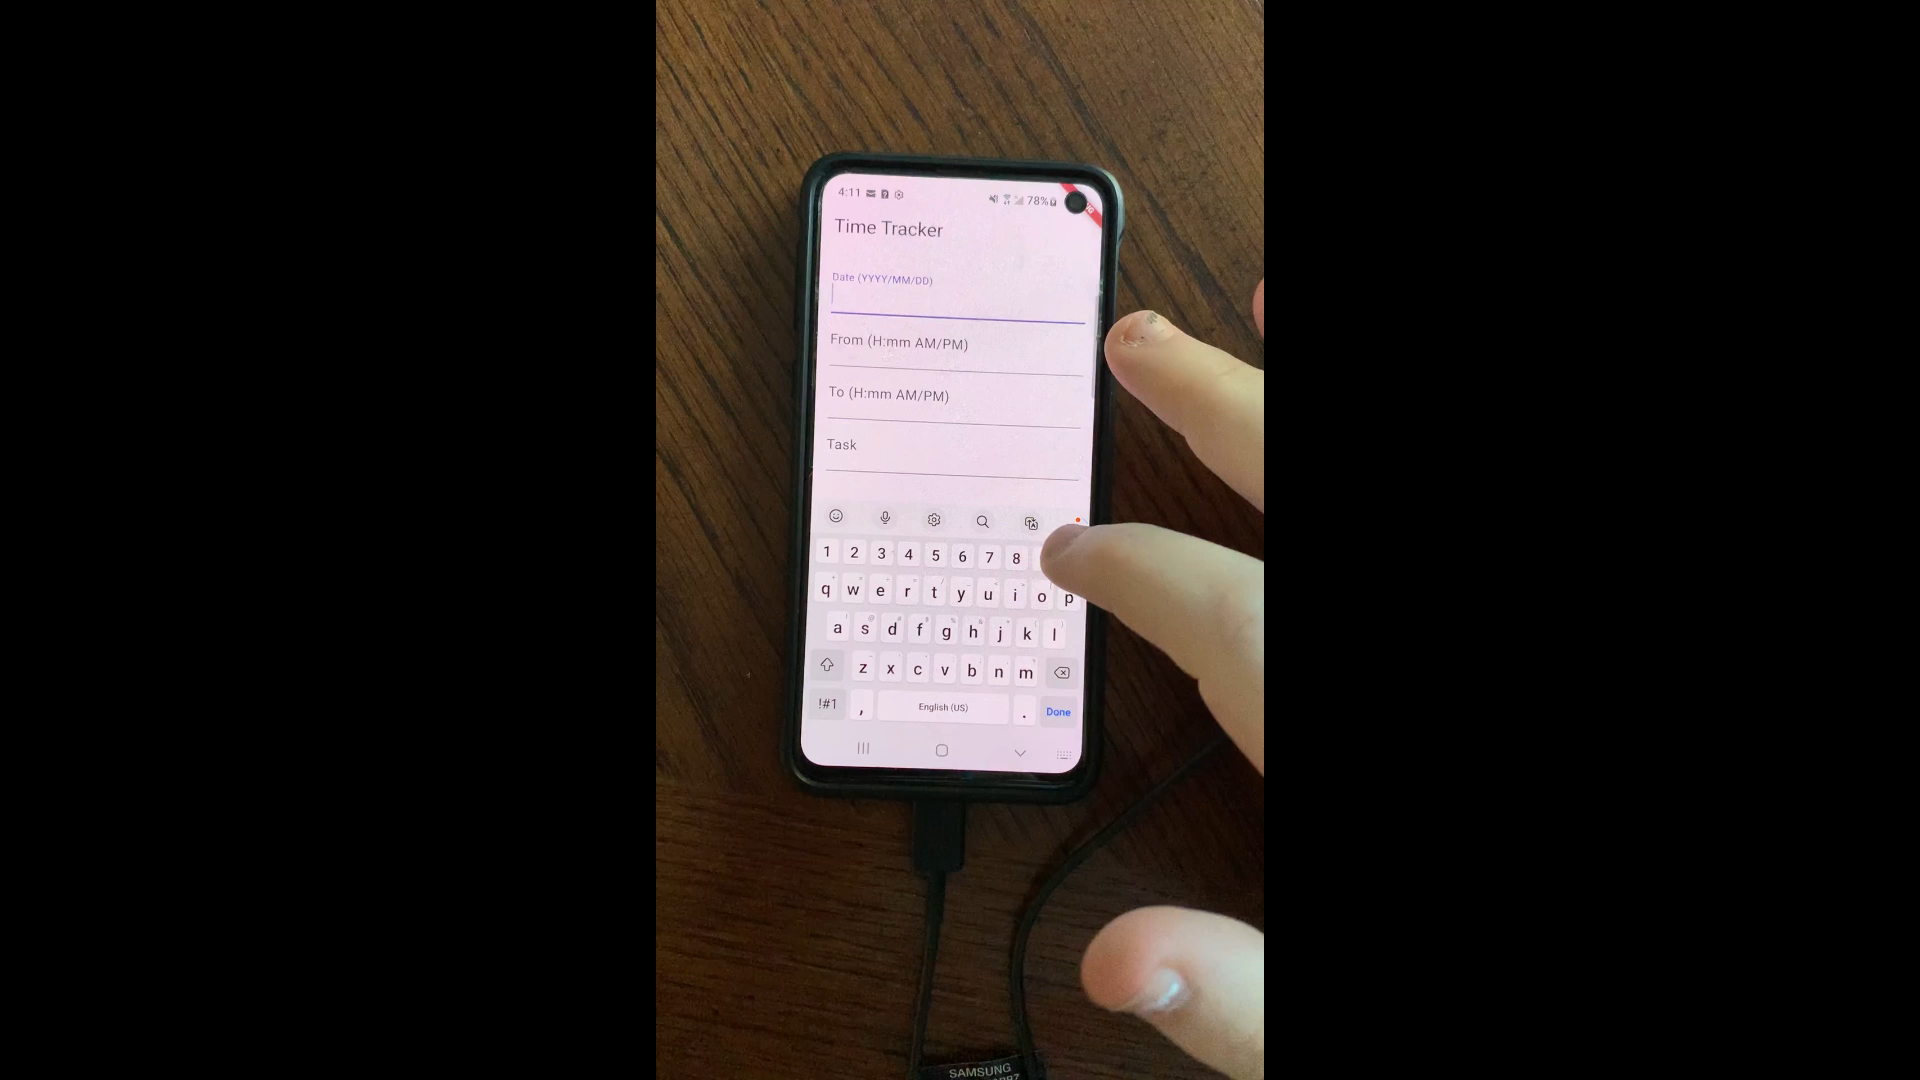 4:11 78%
Time Tracker
Date (YYYY/MM/DD)
From (H:mm AM/PM)
To (H:mm AM/PM)
Task
1 2 3 4 5 6 7 8
q w e r t y u i o p
a s d f g h j k l
z x c v b n m
!#1 , English (US) . Done
SAMSUNG